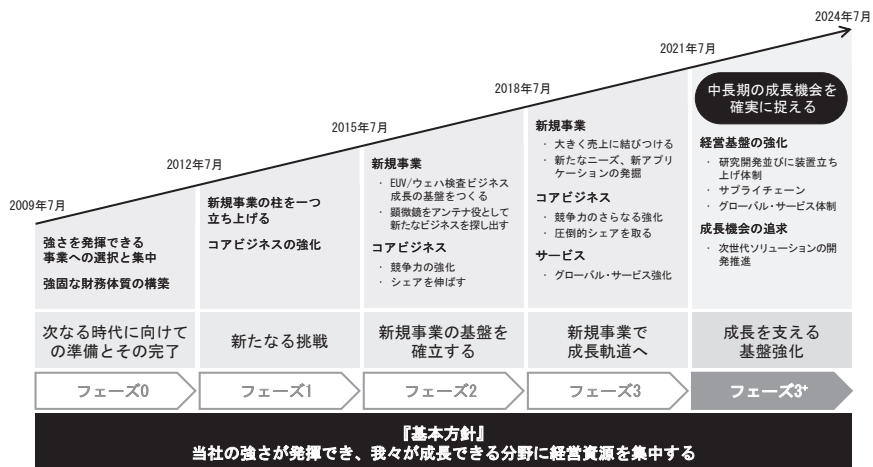 2009年7月
強さを発揮できる
事業への選択と集中
強固な財務体質の構築
次なる時代に向けて
の準備とその完了
フェーズ0
2012年7月
新規事業の柱を一つ
立ち上げる
コアビジネスの強化
新たなる挑戦
フェーズ1
2015年7月
新規事業
・ EUV/ウェハ検査ビジネス
成長の基盤をつくる
・ 顕微鏡をアンテナ役として
新たなビジネスを探し出す
コアビジネス
・ 競争力の強化
・ シェアを伸ばす
新規事業の基盤を
確立する
フェーズ2
2018年7月
新規事業
・ 大きく売上に結びつける
・ 新たなニーズ、新アプリ
ケーションの発掘
コアビジネス
・ 競争力のさらなる強化
・ 圧倒的シェアを取る
サービス
・ グローバル・サービス強化
新規事業で
成長軌道へ
フェーズ3
2021年7月
2024年7月
中長期の成長機会を
確実に捉える
経営基盤の強化
・ 研究開発並びに装置立ち
上げ体制
・ サプライチェーン
・ グローバル・サービス体制
成長機会の追求
・ 次世代ソリューションの開
発推進
成長を支える
基盤強化
フェーズ3⁺
『基本方針』
当社の強さが発揮でき、我々が成長できる分野に経営資源を集中する